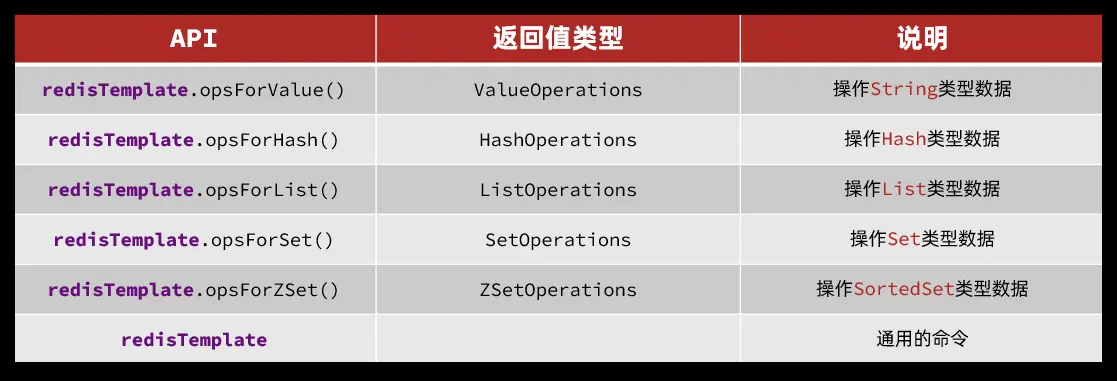 API 返回值类型 说明
redisTemplate.opsForValue() ValueOperations 操作String类型数据
redisTemplate.opsForHash() HashOperations 操作Hash类型数据
redisTemplate.opsForList() ListOperations 操作List类型数据
redisTemplate.opsForSet() SetOperations 操作Set类型数据
redisTemplate.opsForZSet() ZSetOperations 操作SortedSet类型数据
redisTemplate 通用的命令